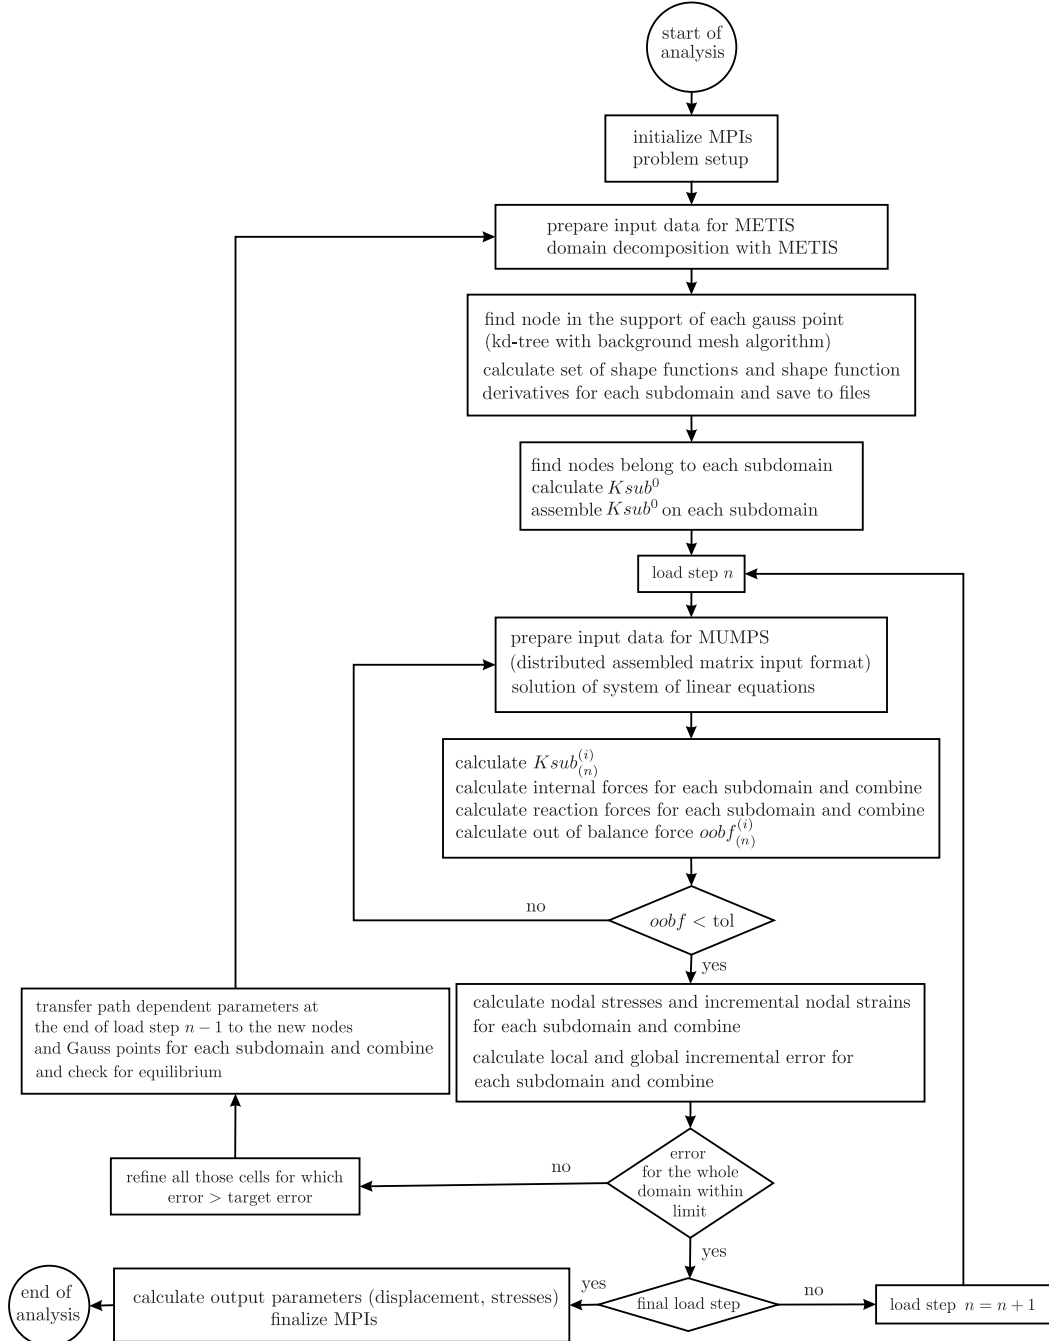 start of
analysis
initialize MPIs
problem setup
prepare input data for METIS
domain decomposition with METIS
find node in the support of each gauss point
(kd-tree with background mesh algorithm)
calculate set of shape functions and shape function
derivatives for each subdomain and save to files
find nodes belong to each subdomain
calculate $Ksub^0$
assemble $Ksub^0$ on each subdomain
load step $n$
prepare input data for MUMPS
(distributed assembled matrix input format)
solution of system of linear equations
calculate $Ksub_{(n)}^{(i)}$
calculate internal forces for each subdomain and combine
calculate reaction forces for each subdomain and combine
calculate out of balance force $oobf_{(n)}^{(i)}$
no
$oobf$ < tol
yes
calculate nodal stresses and incremental nodal strains
for each subdomain and combine
calculate local and global incremental error for
each subdomain and combine
transfer path dependent parameters at
the end of load step $n-1$ to the new nodes
and Gauss points for each subdomain and combine
and check for equilibrium
error
for the whole
domain within
limit
no
refine all those cells for which
error > target error
yes
final load step
yes
no
calculate output parameters (displacement, stresses)
finalize MPIs
end of
analysis
load step $n = n + 1$